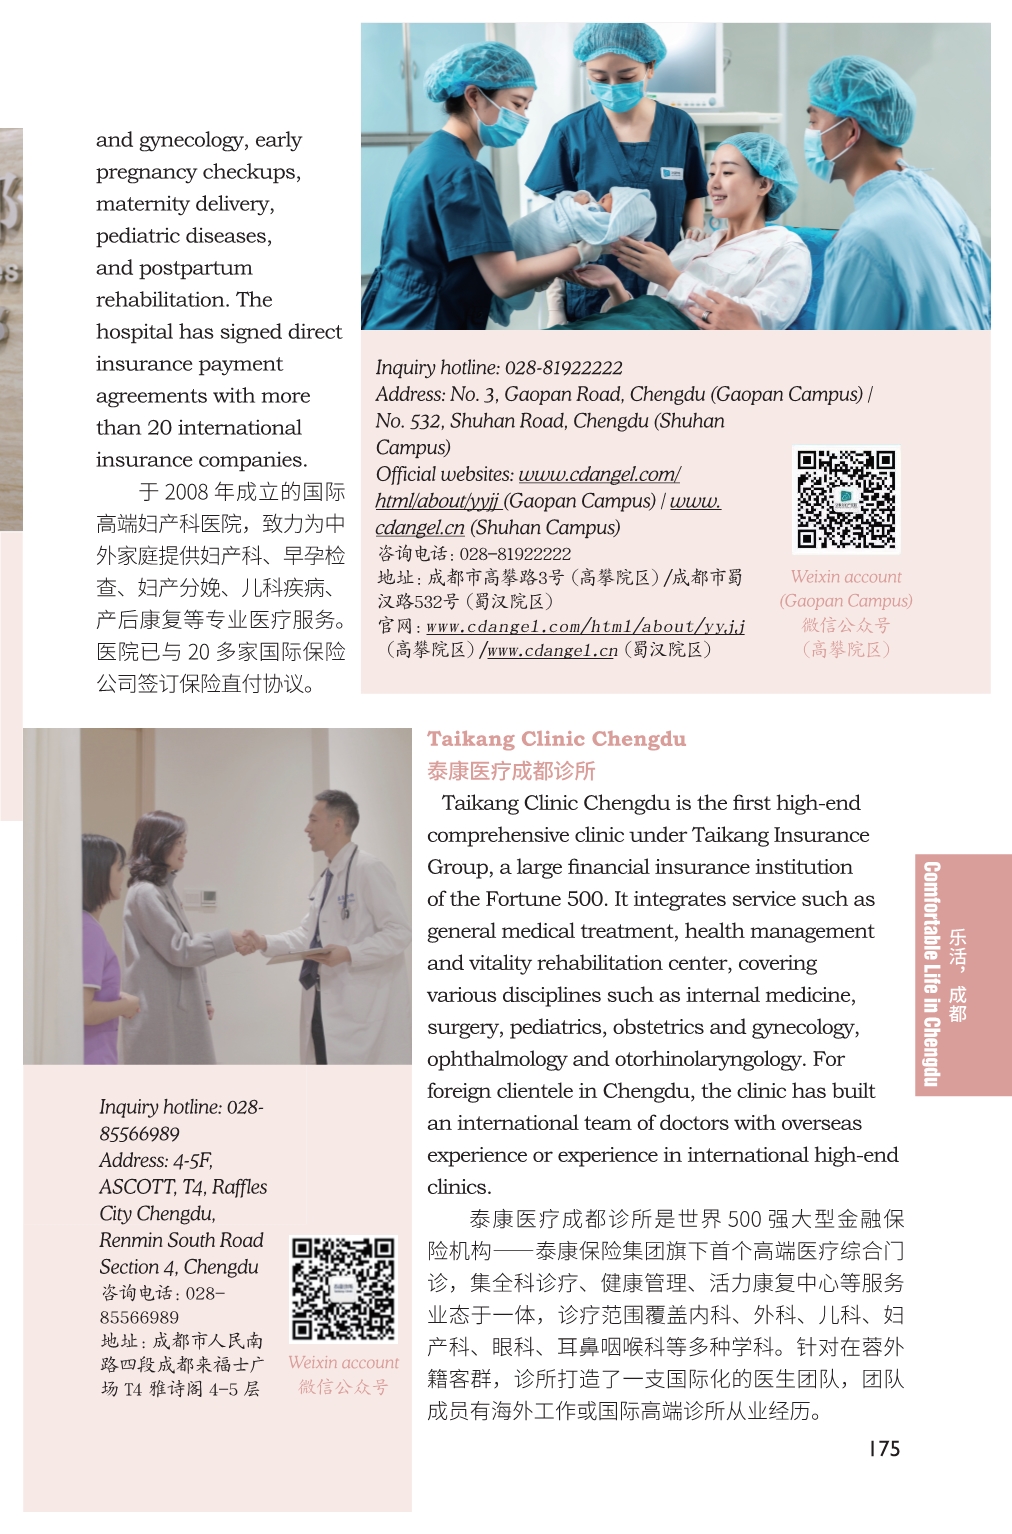 and gynecology, early
pregnancy checkups,
maternity delivery,
pediatric diseases,
and postpartum
rehabilitation. The
hospital has signed direct
insurance payment
agreements with more
than 20 international
insurance companies.
于 2008 年成立的国际
高端妇产科医院，致力为中
外家庭提供妇产科、早孕检
查、妇产分娩、儿科疾病、
产后康复等专业医疗服务。
医院已与 20 多家国际保险
公司签订保险直付协议。
Inquiry hotline: 028-81922222
Address: No. 3, Gaopan Road, Chengdu (Gaopan Campus) /
No. 532, Shuhan Road, Chengdu (Shuhan
Campus)
Official websites: www.cdangel.com/
html/about/yyjj (Gaopan Campus) / www.
cdangel.cn (Shuhan Campus)
咨询电话：028-81922222
地址：成都市高攀路3号（高攀院区）/成都市蜀
汉路532号（蜀汉院区）
官网：www.cdangel.com/html/about/yyjj
（高攀院区）/www.cdangel.cn（蜀汉院区）
Weixin account
(Gaopan Campus)
微信公众号
（高攀院区）
Taikang Clinic Chengdu
泰康医疗成都诊所
Taikang Clinic Chengdu is the first high-end
comprehensive clinic under Taikang Insurance
Group, a large financial insurance institution
of the Fortune 500. It integrates service such as
general medical treatment, health management
and vitality rehabilitation center, covering
various disciplines such as internal medicine,
surgery, pediatrics, obstetrics and gynecology,
ophthalmology and otorhinolaryngology. For
foreign clientele in Chengdu, the clinic has built
an international team of doctors with overseas
experience or experience in international high-end
clinics.
泰康医疗成都诊所是世界 500 强大型金融保
险机构——泰康保险集团旗下首个高端医疗综合门
诊，集全科诊疗、健康管理、活力康复中心等服务
业态于一体，诊疗范围覆盖内科、外科、儿科、妇
产科、眼科、耳鼻咽喉科等多种学科。针对在蓉外
籍客群，诊所打造了一支国际化的医生团队，团队
成员有海外工作或国际高端诊所从业经历。
Inquiry hotline: 028-
85566989
Address: 4-5F,
ASCOTT, T4, Raffles
City Chengdu,
Renmin South Road
Section 4, Chengdu
咨询电话：028-
85566989
地址：成都市人民南
路四段成都来福士广
场 T4 雅诗阁 4-5 层
Weixin account
微信公众号
乐活，成都
Comfortable Life in Chengdu
175